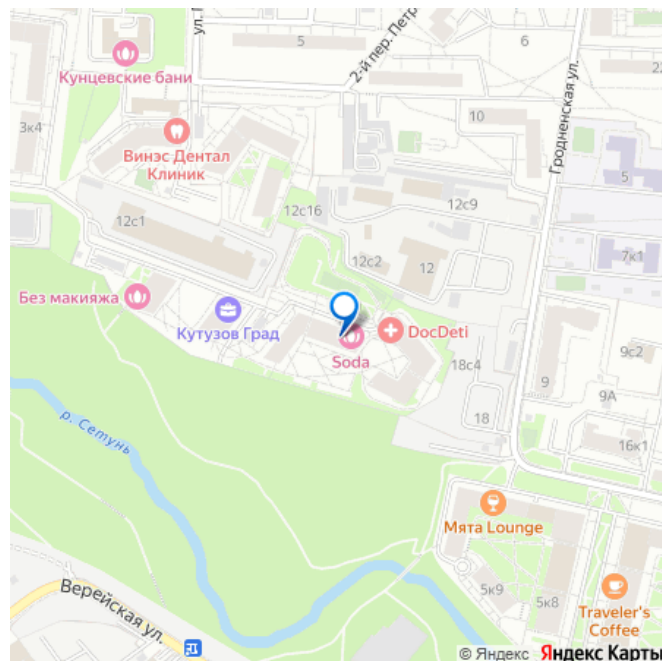 5
6
2-й пер. Петр
ул.
Кунцевские бани
Гродненская ул.
3к4
10
Винэс Дентал
Клиник
5
12с1
12с16
12с9
12с2
12
7к1
Без макияжа
Кутузов Град
DocDeti
Soda
18с4
9с2
9
9А
18
16к1
р. Сетунь
Мята Lounge
5к9
5к8
Верейская ул.
Traveler's
Coffee
© Яндекс Яндекс Карты